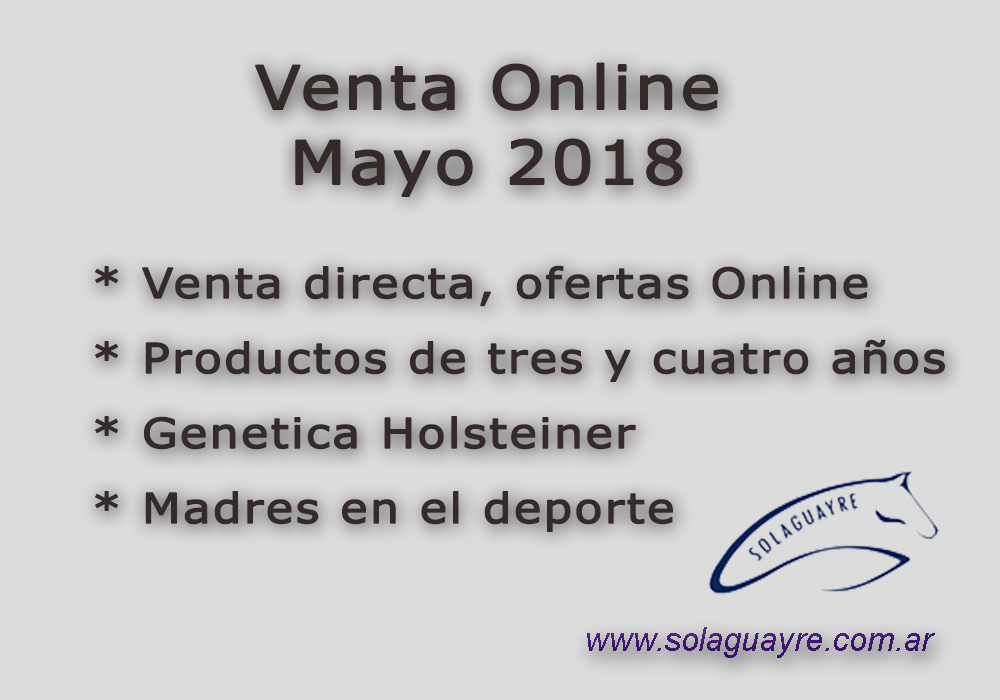 Venta Online
Mayo 2018
* Venta directa, ofertas Online
* Productos de tres y cuatro años
* Genetica Holsteiner
* Madres en el deporte
SOLAGUAYRE
www.solaguayre.com.ar